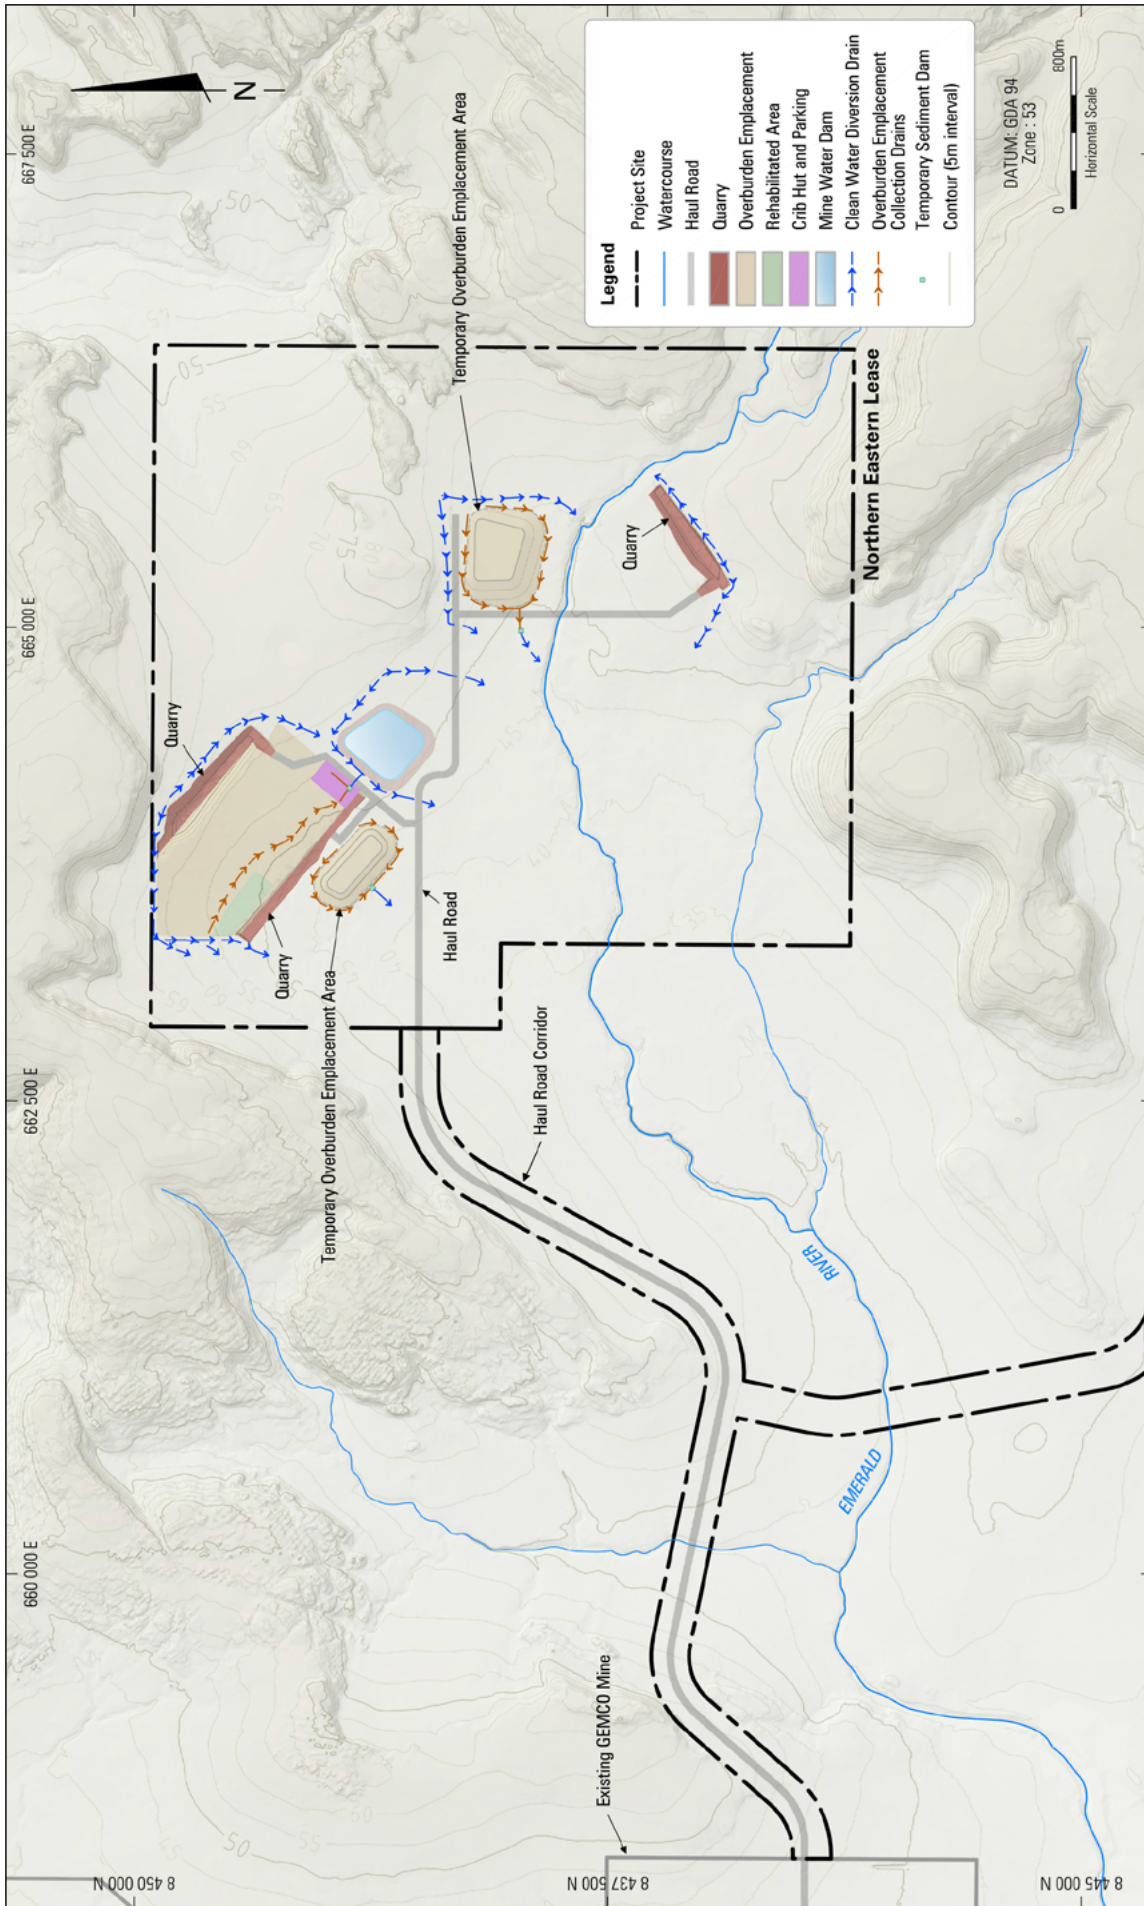 667 500 E
665 000 E
662 500 E
660 000 E
8 450 000 N
8 437 500 N
8 445 000 N
N
Temporary Overburden Emplacement Area
Quarry
Quarry
Quarry
Temporary Overburden Emplacement Area
Haul Road
Haul Road Corridor
Existing GEMCO Mine
Northern Eastern Lease
EMERALD
RIVER
Legend
Project Site
Watercourse
Haul Road
Quarry
Overburden Emplacement
Rehabilitated Area
Crib Hut and Parking
Mine Water Dam
Clean Water Diversion Drain
Overburden Emplacement
Collection Drains
Temporary Sediment Dam
Contour (5m interval)
DATUM: GDA 94
Zone : 53
0
800m
Horizontal Scale
50
50
55
60
75
45
40
35
60
55
50